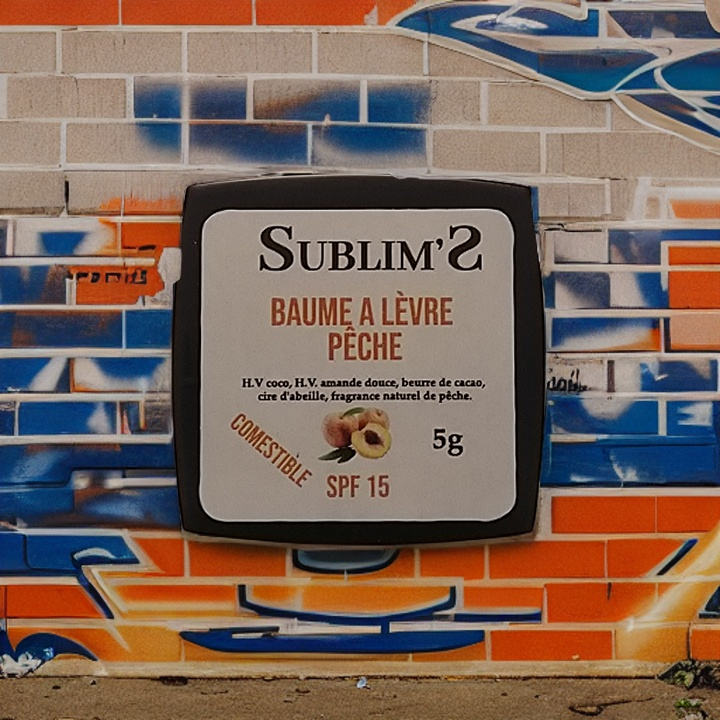 SUBLIM'S
BAUME A LÈVRE
PÊCHE
H.V coco, H.V. amande douce, beurre de cacao,
cire d'abeille, fragrance naturel de pêche.
COMESTIBLE
5g
SPF 15